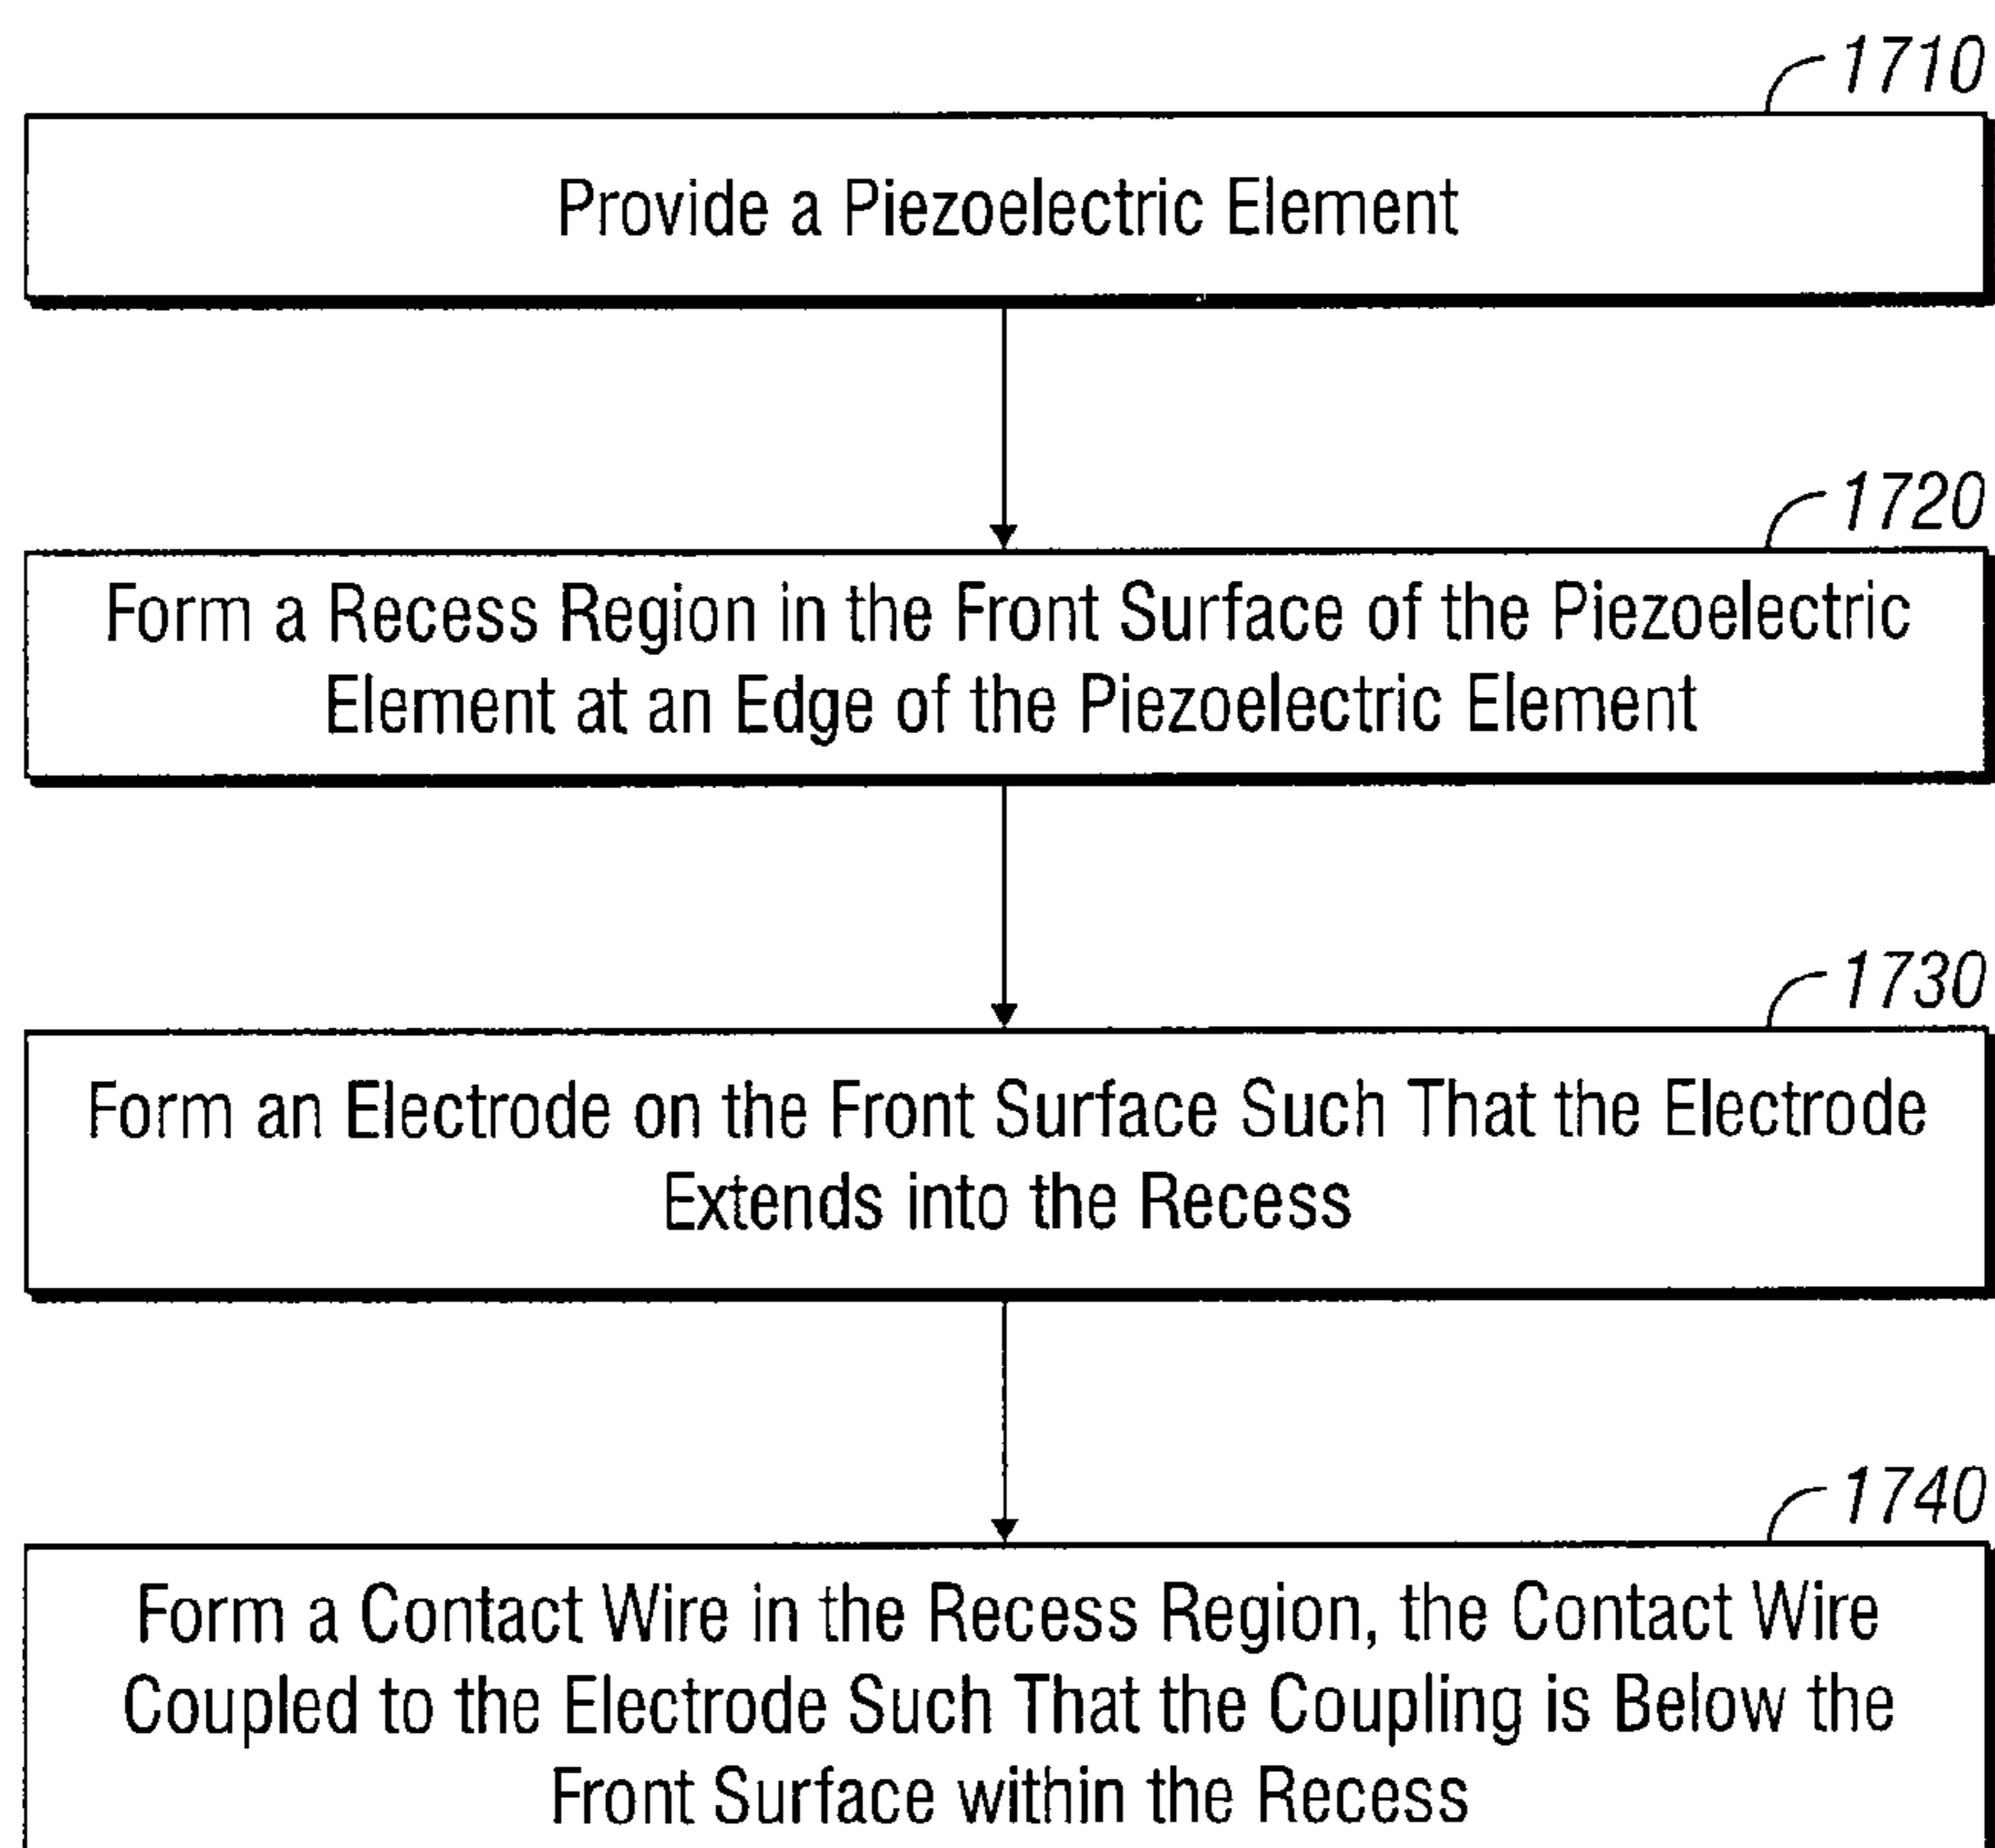 1710
Provide a Piezoelectric Element
1720
Form a Recess Region in the Front Surface of the Piezoelectric
Element at an Edge of the Piezoelectric Element
1730
Form an Electrode on the Front Surface Such That the Electrode
Extends into the Recess
1740
Form a Contact Wire in the Recess Region, the Contact Wire
Coupled to the Electrode Such That the Coupling is Below the
Front Surface within the Recess